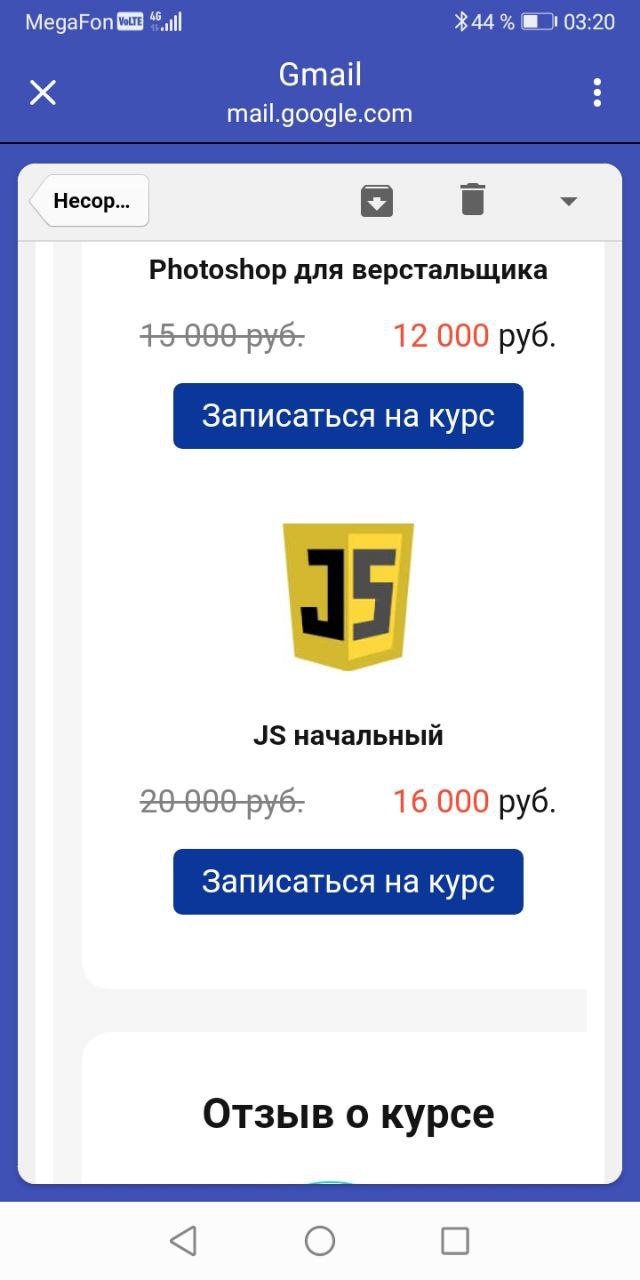 MegaFon VoLTE 4G 44 % 03:20
Gmail
mail.google.com
Несор...
Photoshop для верстальщика
15 000 руб. 12 000 руб.
Записаться на курс
JS
JS начальный
20 000 руб. 16 000 руб.
Записаться на курс
Отзыв о курсе